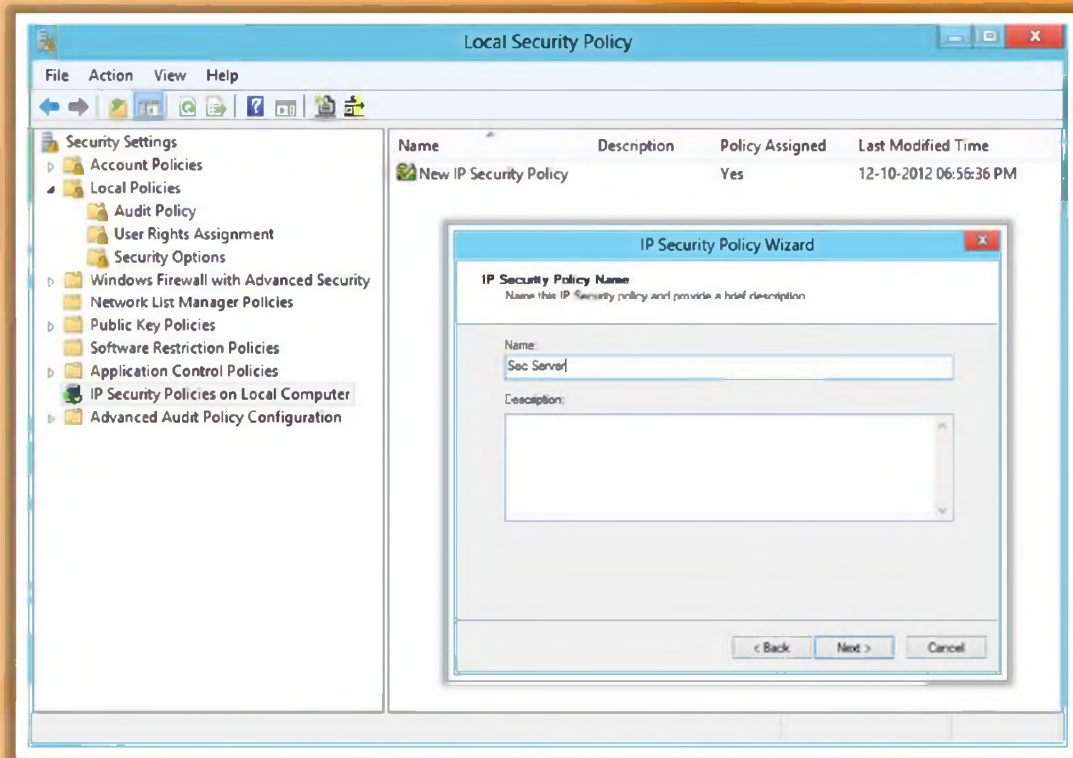 Local Security Policy
File Action View Help
Security Settings
Account Policies
Local Policies
Audit Policy
User Rights Assignment
Security Options
Windows Firewall with Advanced Security
Network List Manager Policies
Public Key Policies
Software Restriction Policies
Application Control Policies
IP Security Policies on Local Computer
Advanced Audit Policy Configuration
Name Description Policy Assigned Last Modified Time
New IP Security Policy Yes 12-10-2012 06:56:36 PM
IP Security Policy Wizard
IP Security Policy Name
Name this IP Security policy and provide a brief description
Name:
Sec Server
Description:
< Back Next > Cancel